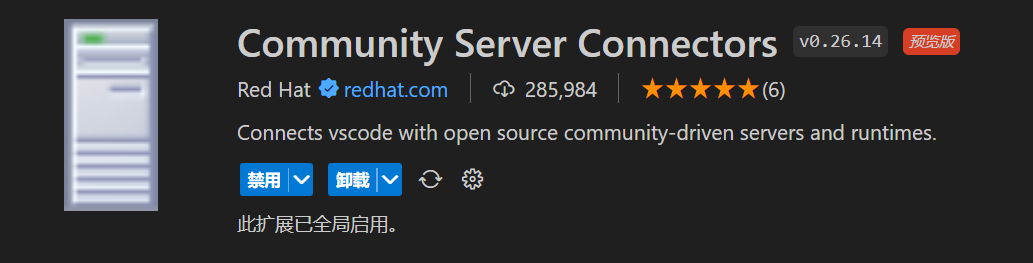 Community Server Connectors v0.26.14 预览版
Red Hat redhat.com 285,984 (6)
Connects vscode with open source community-driven servers and runtimes.
禁用 卸载
此扩展已全局启用。